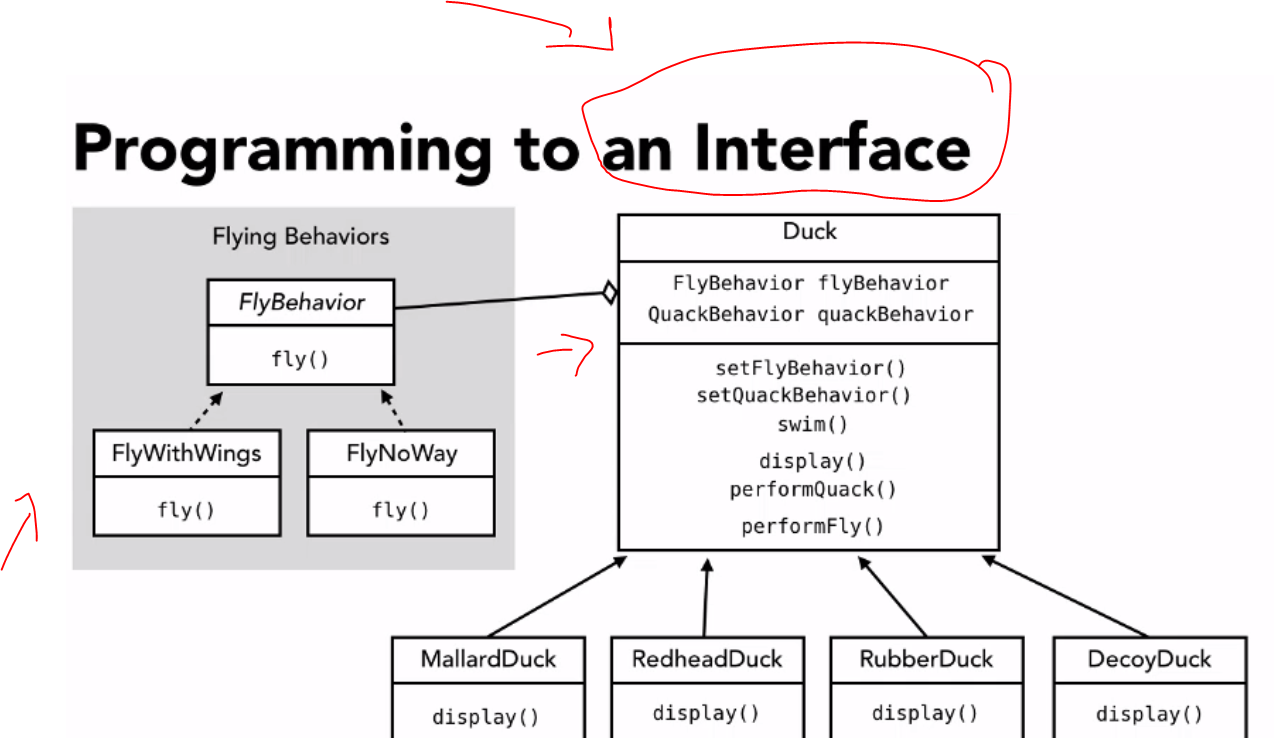 Programming to an Interface
Flying Behaviors
FlyBehavior
fly()
FlyWithWings
fly()
FlyNoWay
fly()
Duck
FlyBehavior flyBehavior
QuackBehavior quackBehavior
setFlyBehavior()
setQuackBehavior()
swim()
display()
performQuack()
performFly()
MallardDuck
display()
RedheadDuck
display()
RubberDuck
display()
DecoyDuck
display()